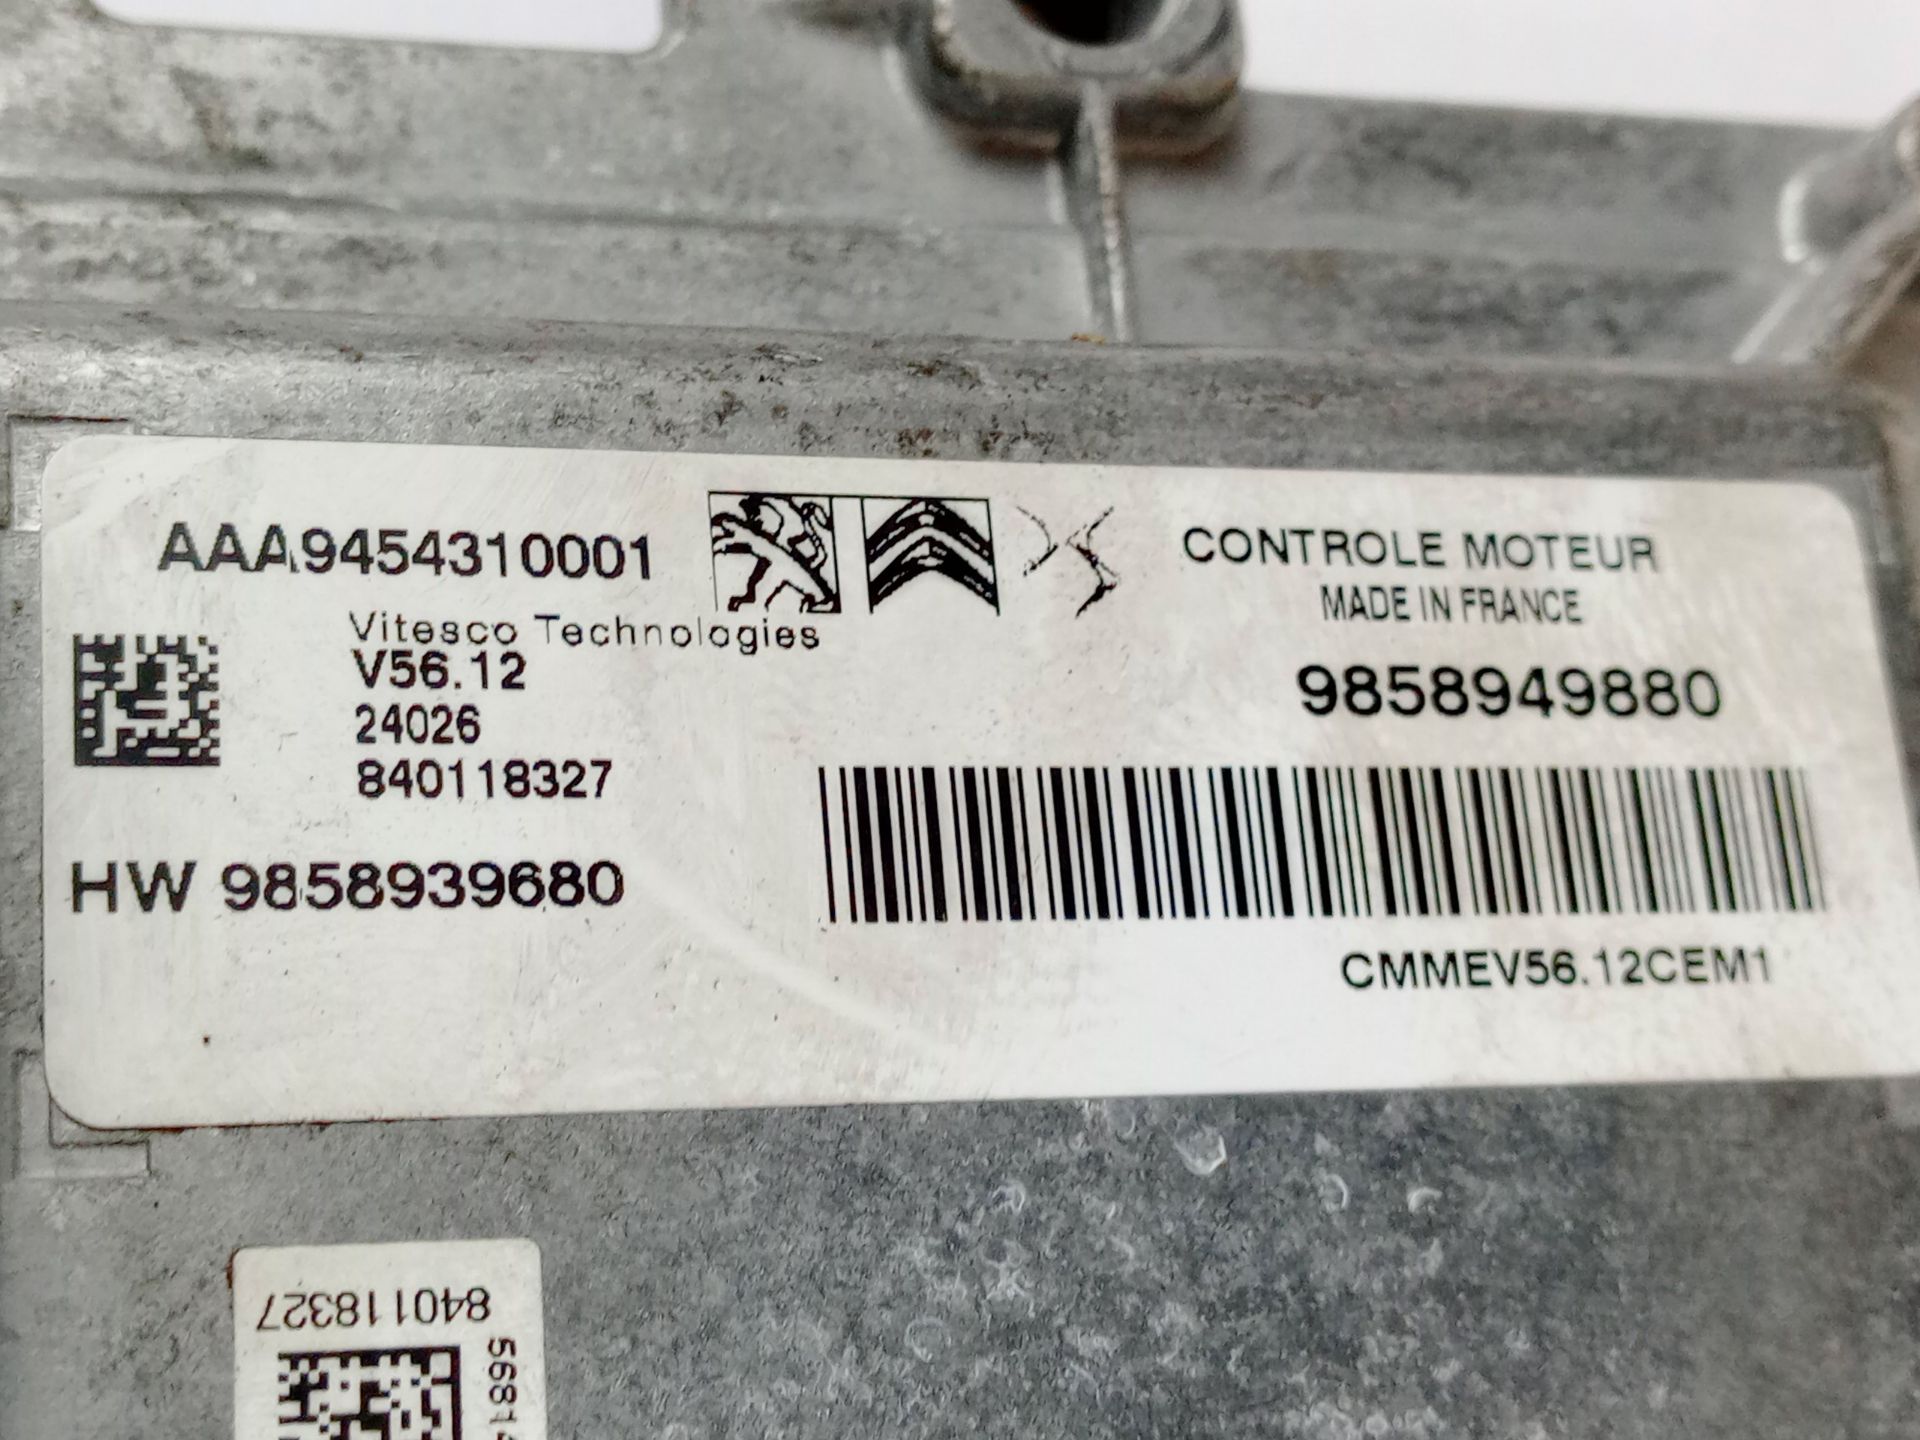 AAA9454310001
Vitesco Technologies
V56.12
24026
840118327
HW 9858939680
CONTROLE MOTEUR
MADE IN FRANCE
9858949880
CMMEV56.12CEM1
840118327